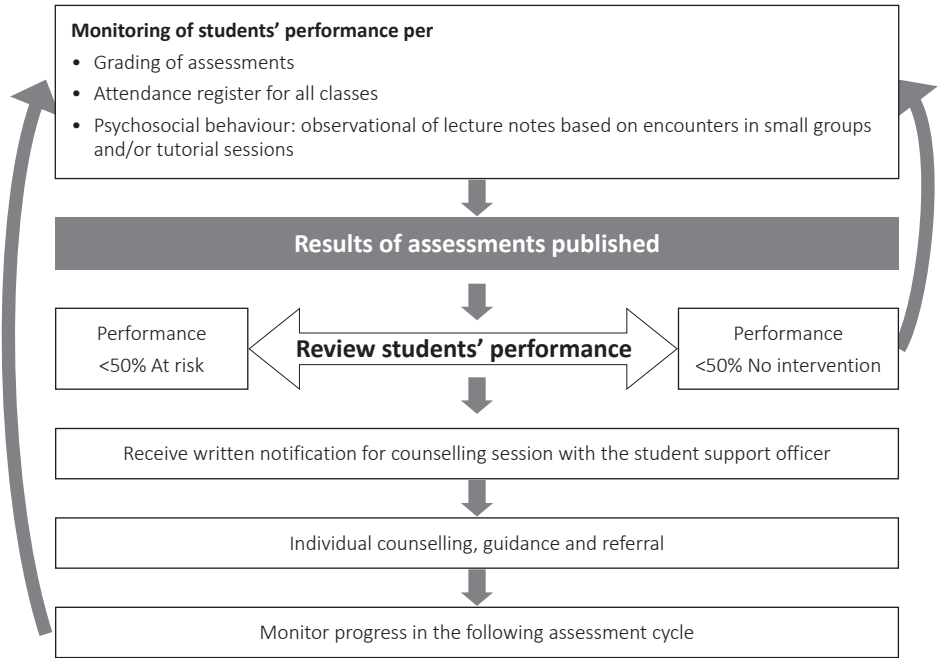 Monitoring of students’ performance per
• Grading of assessments
• Attendance register for all classes
• Psychosocial behaviour: observational of lecture notes based on encounters in small groups
and/or tutorial sessions
Results of assessments published
Performance
<50% At risk
Review students’ performance
Performance
<50% No intervention
Receive written notification for counselling session with the student support officer
Individual counselling, guidance and referral
Monitor progress in the following assessment cycle